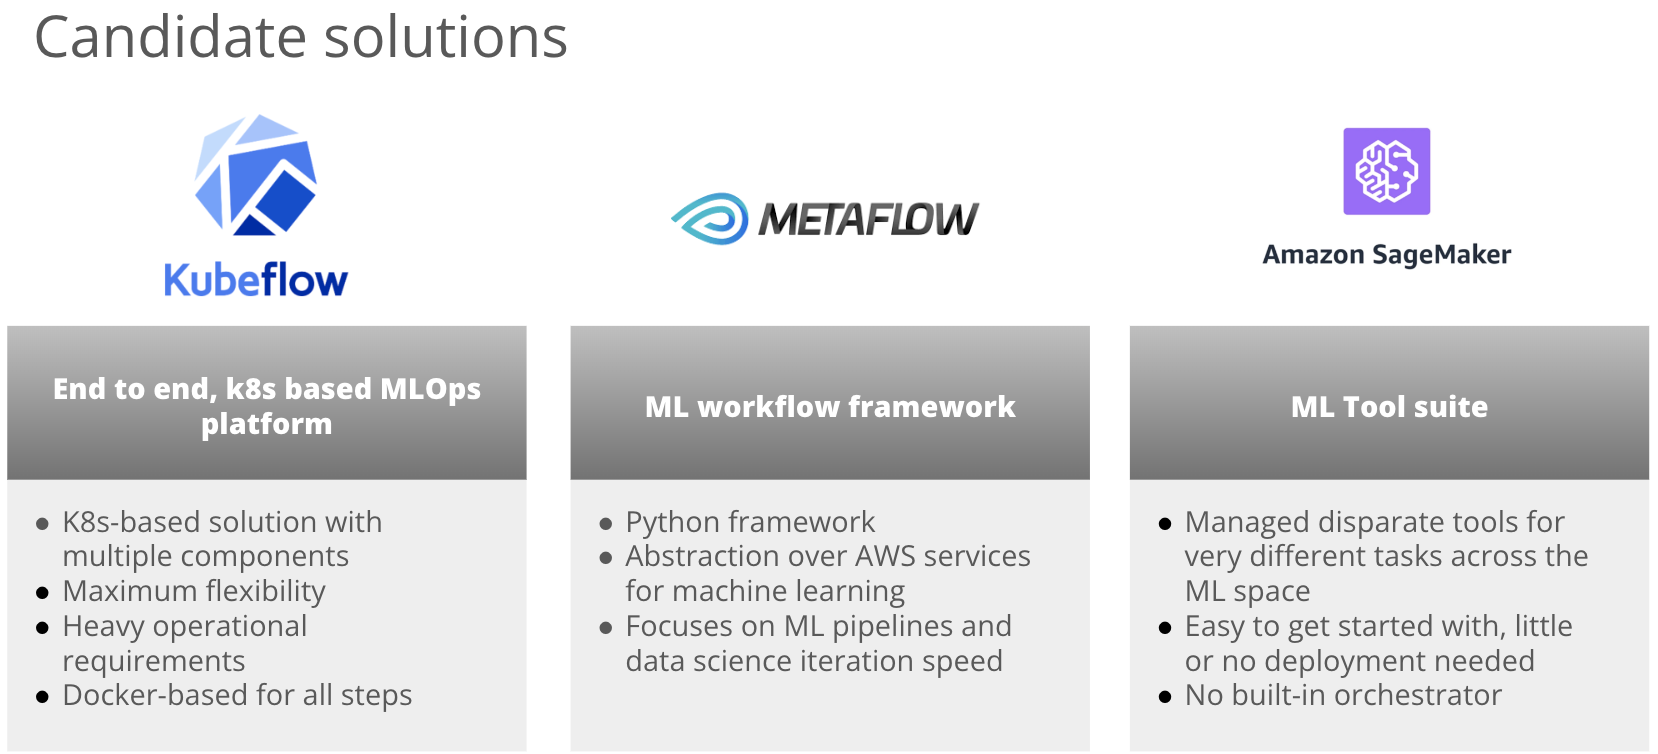 Candidate solutions
Kubeflow
METAFLOW
Amazon SageMaker
End to end, k8s based MLOps
platform
ML workflow framework
ML Tool suite
● K8s-based solution with
multiple components
● Maximum flexibility
● Heavy operational
requirements
● Docker-based for all steps
● Python framework
● Abstraction over AWS services
for machine learning
● Focuses on ML pipelines and
data science iteration speed
● Managed disparate tools for
very different tasks across the
ML space
● Easy to get started with, little
or no deployment needed
● No built-in orchestrator